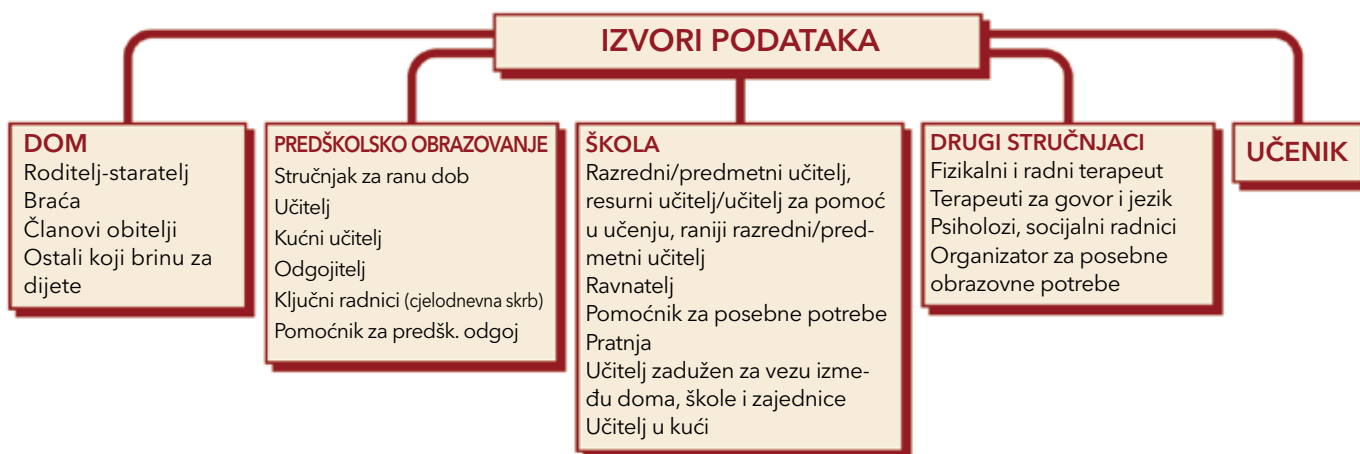 IZVORI PODATAKA
DOM
Roditelj-staratelj
Braća
Članovi obitelji
Ostali koji brinu za
dijete
PREDŠKOLSKO OBRAZOVANJE
Stručnjak za ranu dob
Učitelj
Kućni učitelj
Odgojitelj
Ključni radnici (cjelodnevna skrb)
Pomoćnik za predšk. odgoj
ŠKOLA
Razredni/predmetni učitelj,
resurni učitelj/učitelj za pomoć
u učenju, raniji razredni/pred-
metni učitelj
Ravnatelj
Pomoćnik za posebne potrebe
Pratnja
Učitelj zadužen za vezu izme-
đu doma, škole i zajednice
Učitelj u kući
DRUGI STRUČNJACI
Fizikalni i radni terapeut
Terapeuti za govor i jezik
Psiholozi, socijalni radnici
Organizator za posebne
obrazovne potrebe
UČENIK